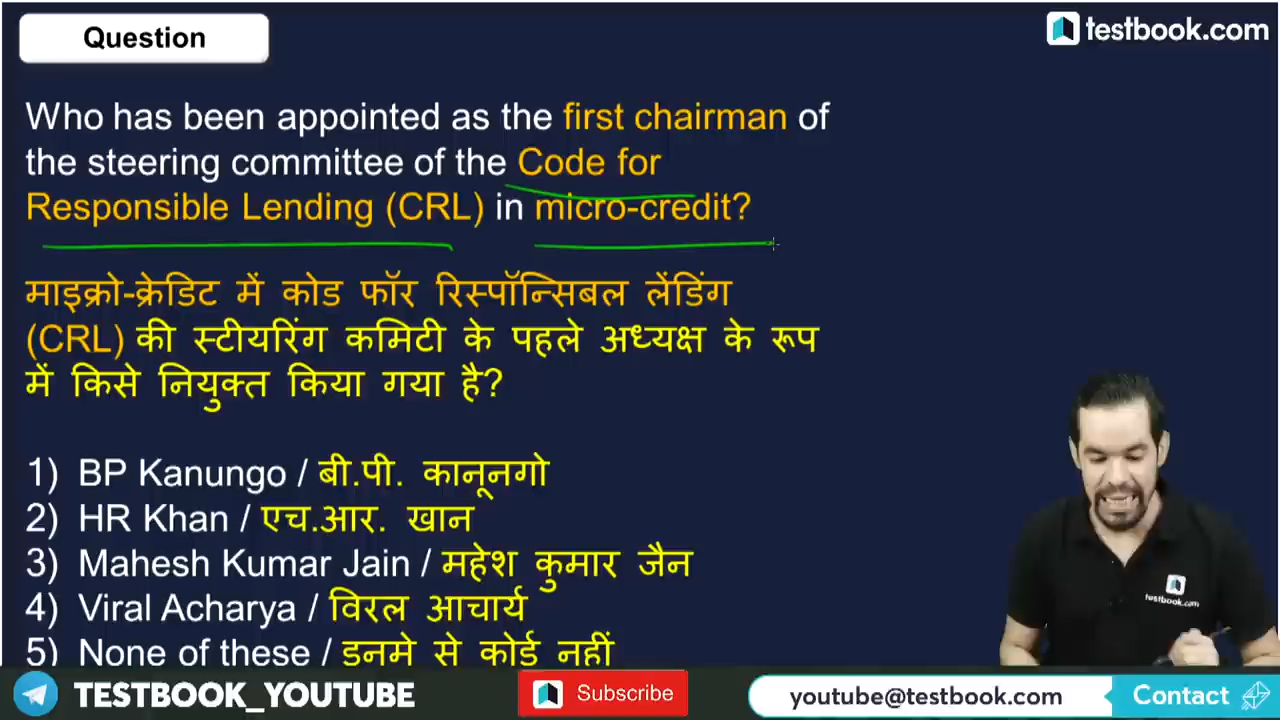 Question
testbook.com
Who has been appointed as the first chairman of
the steering committee of the Code for
Responsible Lending (CRL) in micro-credit?
माइक्रो-क्रेडिट में कोड फॉर रिस्पॉन्सिबल लेंडिंग
(CRL) की स्टीयरिंग कमिटी के पहले अध्यक्ष के रूप
में किसे नियुक्त किया गया है?
1) BP Kanungo / बी.पी. कानूनगो
2) HR Khan / एच.आर. खान
3) Mahesh Kumar Jain / महेश कुमार जैन
4) Viral Acharya / विरल आचार्य
5) None of these / इनमे से कोई नहीं
testbook.com
TESTBOOK_YOUTUBE
Subscribe
youtube@testbook.com
Contact